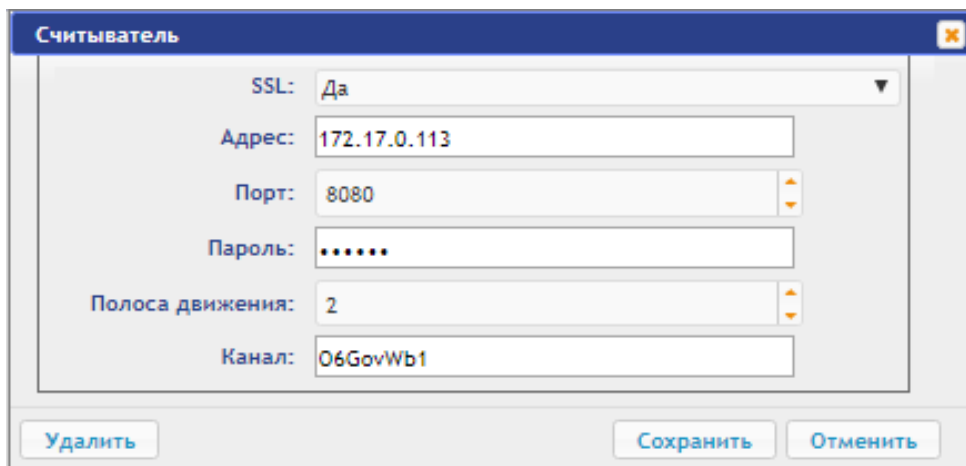 Считыватель
SSL: Да
Адрес: 172.17.0.113
Порт: 8080
Пароль: ••••••
Полоса движения: 2
Канал: O6GovWb1
Удалить Сохранить Отменить